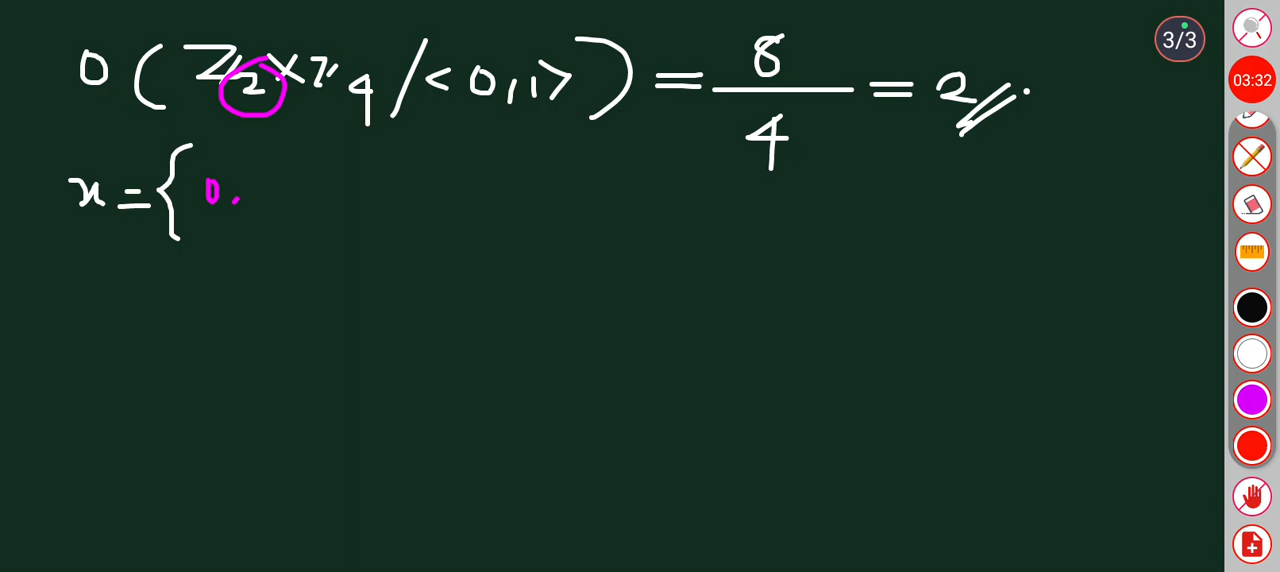 O ( Z₂ × Z₄ / < 0,1 > ) = 8/4 = 2 .
x = { 0,
3/3
03:32